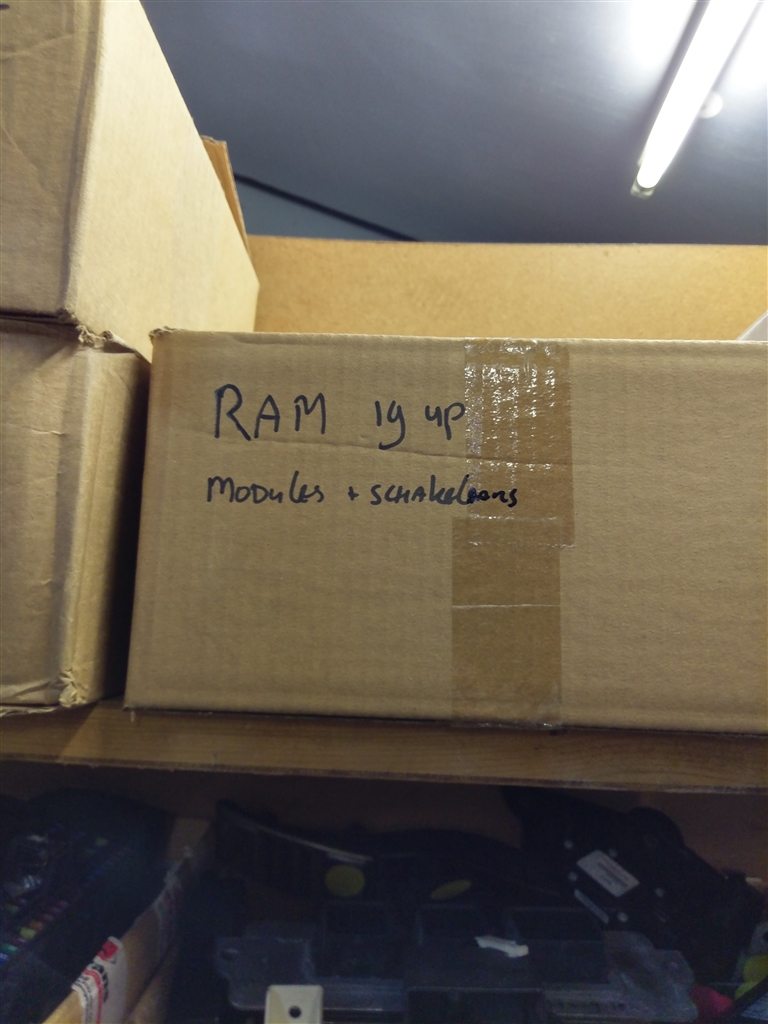 RAM 19 up
MODULES + SCHAKELAARS